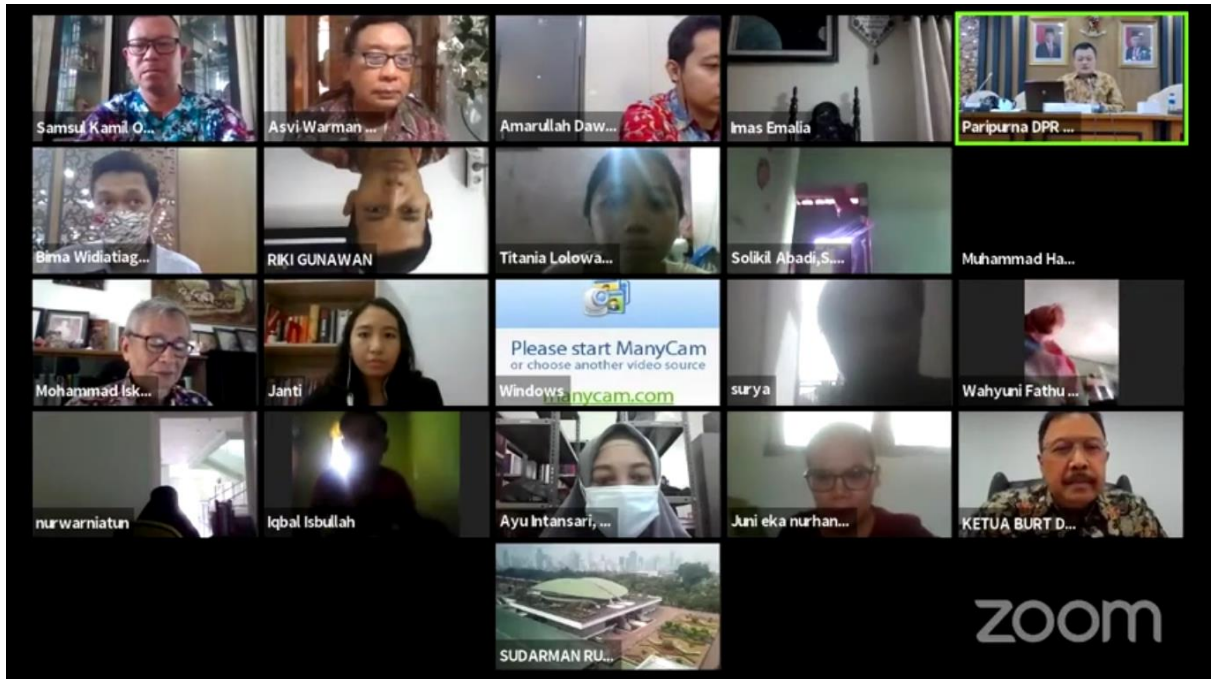 Samsul Kamil O...
Asvi Warman ...
Amarullah Daw...
Imas Emalia
Paripurna DPR ...
Bima Widiatiag...
RIKI GUNAWAN
Titania Lolowa...
Solikil Abadi,S....
Muhammad Ha...
Mohammad Isk...
Janti
Please start ManyCam
or choose another video source
manycam.com
Windows
surya
Wahyuni Fathu ...
nurwarniatun
Iqbal Isbullah
Ayu Intansari, ...
Juni eka nurhan...
KETUA BURT D...
SUDARMAN RU...
zoom